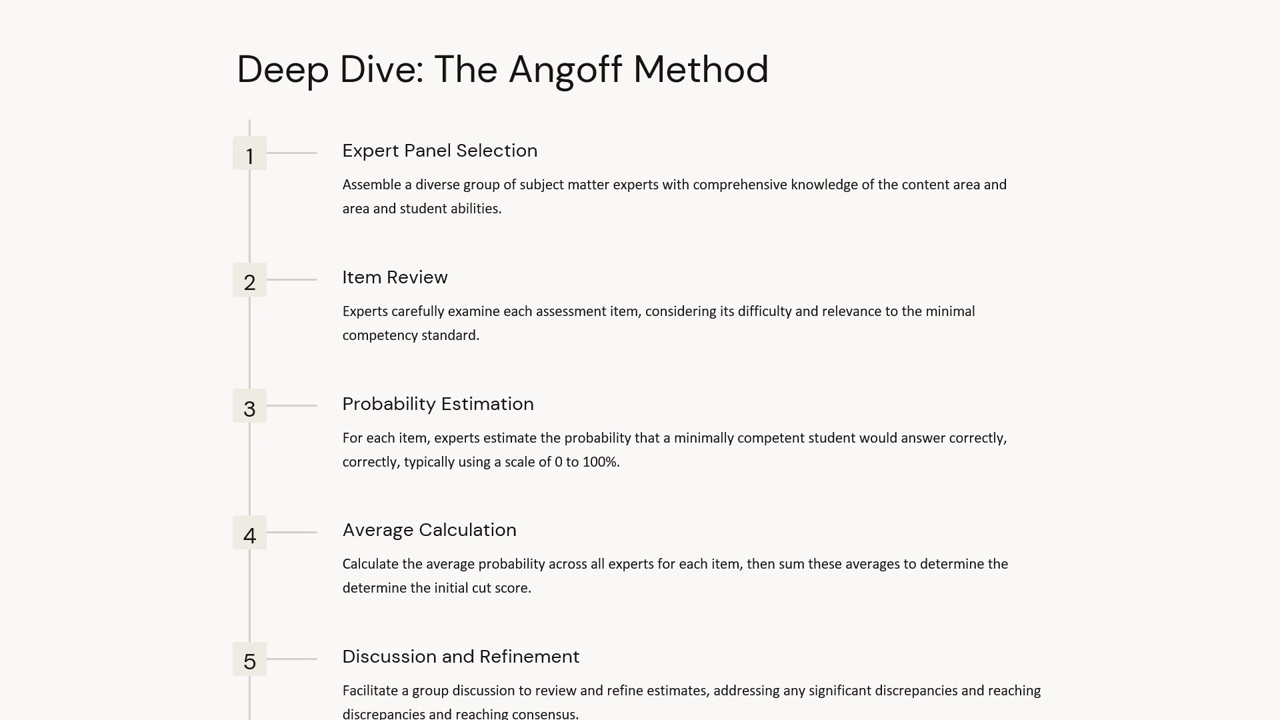 Deep Dive: The Angoff Method
1
Expert Panel Selection
Assemble a diverse group of subject matter experts with comprehensive knowledge of the content area and
area and student abilities.
2
Item Review
Experts carefully examine each assessment item, considering its difficulty and relevance to the minimal
competency standard.
3
Probability Estimation
For each item, experts estimate the probability that a minimally competent student would answer correctly,
correctly, typically using a scale of 0 to 100%.
4
Average Calculation
Calculate the average probability across all experts for each item, then sum these averages to determine the
determine the initial cut score.
5
Discussion and Refinement
Facilitate a group discussion to review and refine estimates, addressing any significant discrepancies and reaching
discrepancies and reaching consensus.